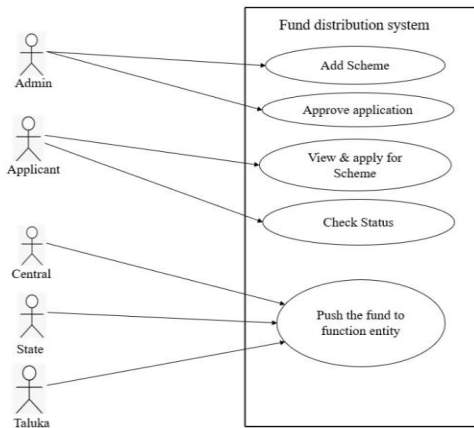 Fund distribution system
Admin
Add Scheme
Approve application
Applicant
View & apply for
Scheme
Check Status
Central
State
Taluka
Push the fund to
function entity